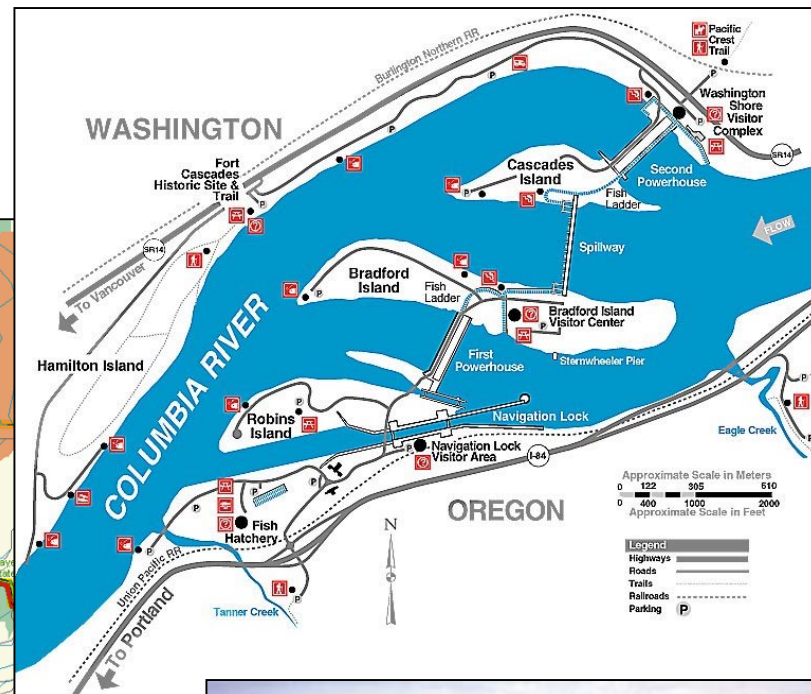 Pacific
Crest
Trail
Burlington Northern RR
WASHINGTON
Washington
Shore
Visitor
Complex
Fort
Cascades
Historic Site &
Trail
Cascades
Island
Second
Powerhouse
SR14
Fish
Ladder
FLOW
SR14
To Vancouver
Spillway
Bradford
Island
Fish
Ladder
Bradford Island
Visitor Center
COLUMBIA RIVER
Hamilton Island
First
Powerhouse
Sternwheeler Pier
Robins
Island
Navigation Lock
Eagle Creek
Navigation Lock
Visitor Area
I-84
Approximate Scale in Meters
0 122 305 610
0 400 1000 2000
Approximate Scale in Feet
OREGON
Fish
Hatchery
N
Legend
Highways
Roads
Trails
Railroads
Parking P
Union Pacific RR
Tanner Creek
To Portland